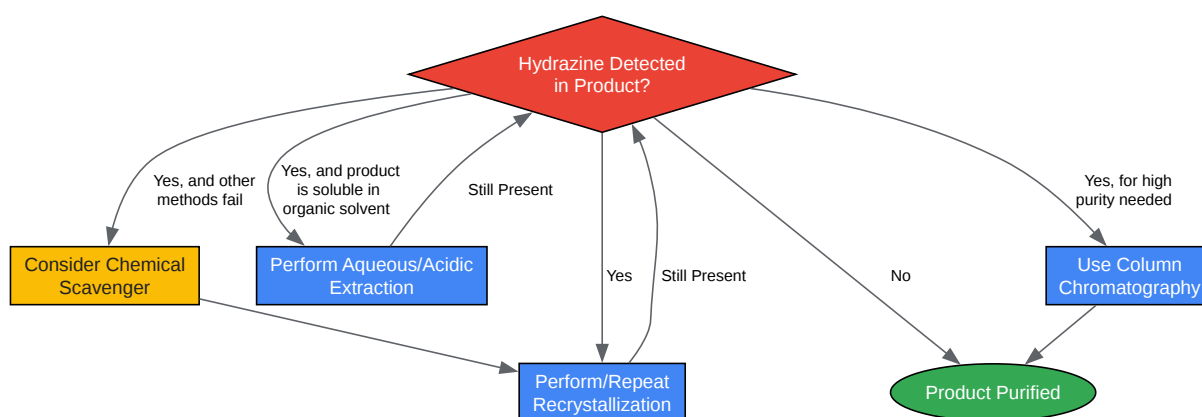 Hydrazine Detected
in Product?
Yes, and other
methods fail
Yes, and product
is soluble in
organic solvent
Still Present
Yes, for high
purity needed
Consider Chemical
Scavenger
Perform Aqueous/Acidic
Extraction
Yes
Still Present
No
Use Column
Chromatography
Perform/Repeat
Recrystallization
Product Purified